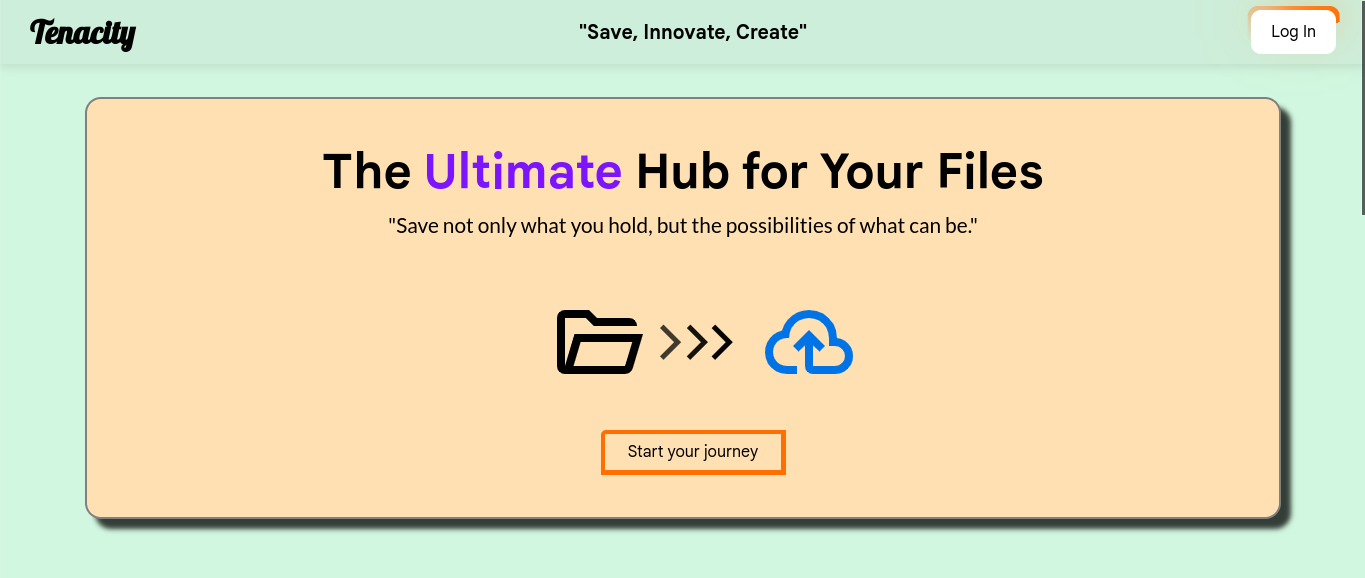 Tenacity
"Save, Innovate, Create"
Log In
The Ultimate Hub for Your Files
"Save not only what you hold, but the possibilities of what can be."
Start your journey